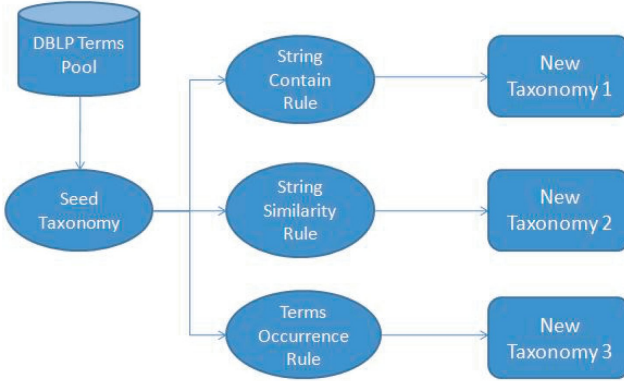 DBLP Terms
Pool
Seed
Taxonomy
String
Contain
Rule
String
Similarity
Rule
Terms
Occurrence
Rule
New
Taxonomy 1
New
Taxonomy 2
New
Taxonomy 3